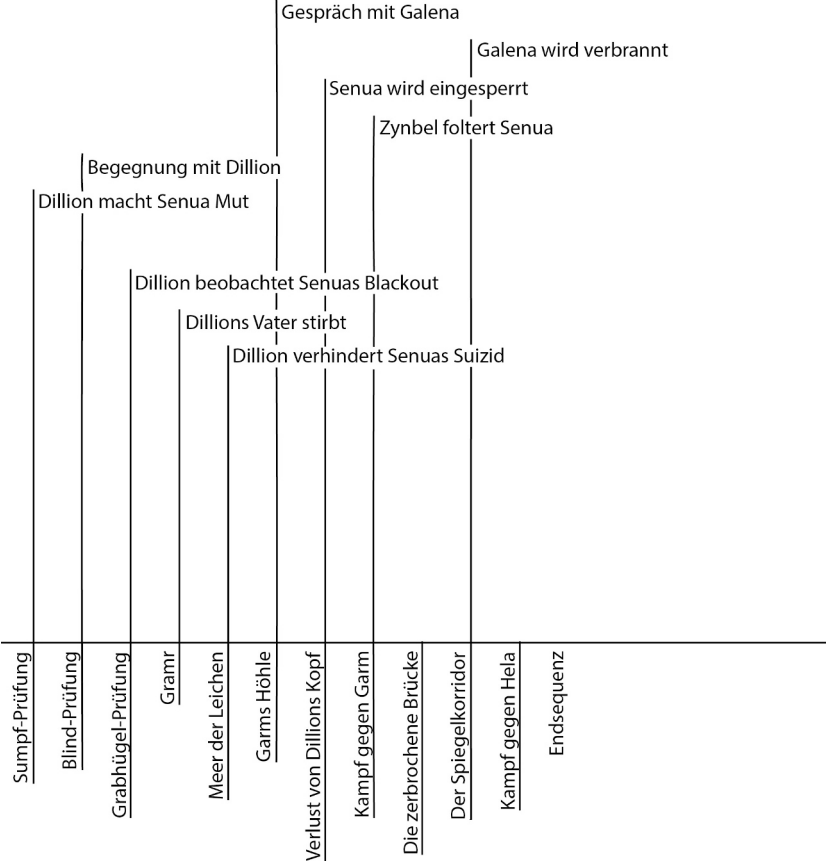 Gespräch mit Galena
Galena wird verbrannt
Senua wird eingesperrt
Zynbel foltert Senua
Begegnung mit Dillion
Dillion macht Senua Mut
Dillion beobachtet Senuas Blackout
Dillions Vater stirbt
Dillion verhindert Senuas Suizid
Sumpf-Prüfung
Blind-Prüfung
Grabhügel-Prüfung
Gramr
Meer der Leichen
Garms Höhle
Verlust von Dillions Kopf
Kampf gegen Garm
Die zerbrochene Brücke
Der Spiegelkorridor
Kampf gegen Hela
Endsequenz